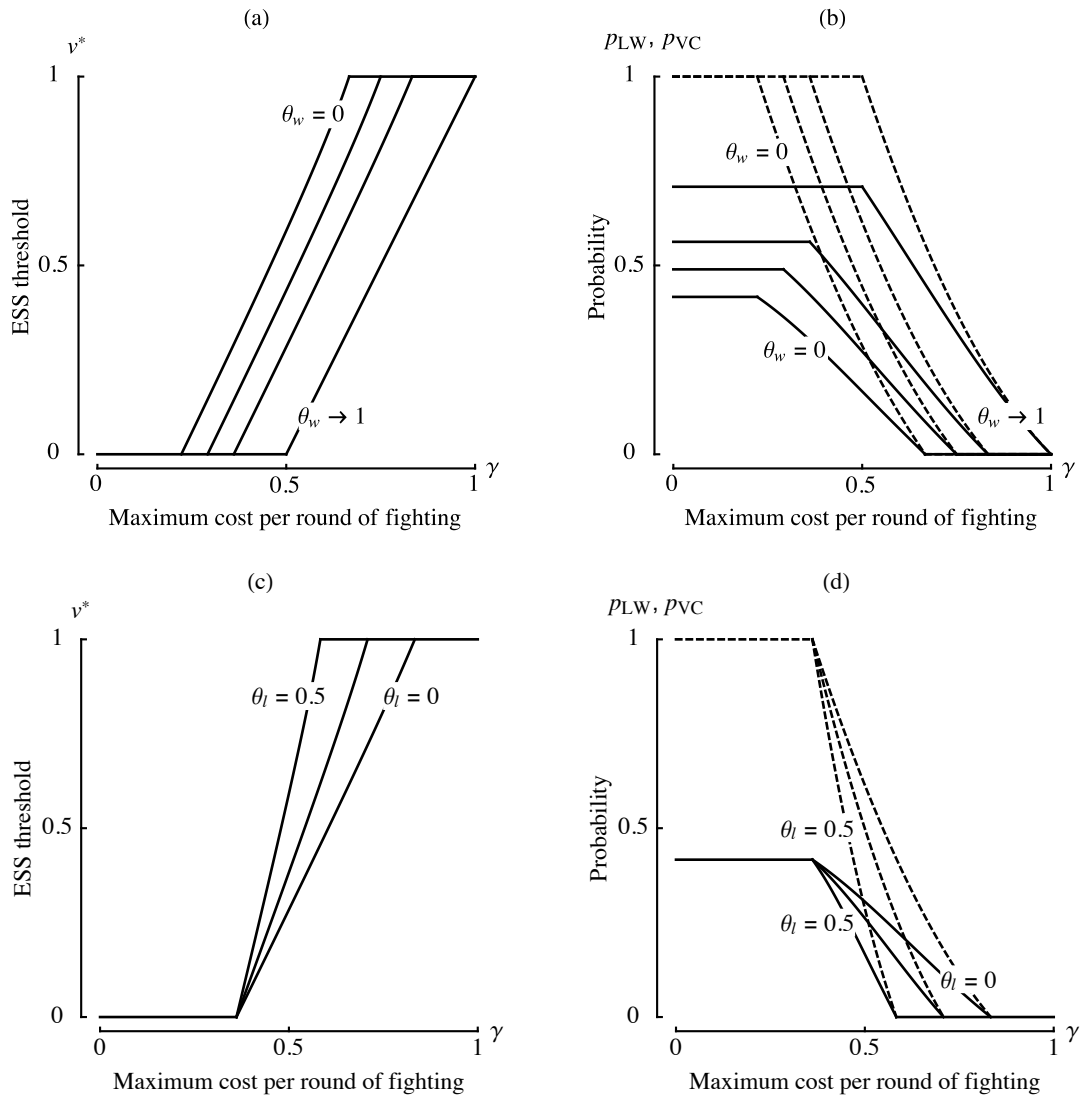 (a)
v*
1
θw = 0
0.5
ESS threshold
θw → 1
0
0
0.5
1
γ
Maximum cost per round of fighting
(b)
pLW, pVC
1
θw = 0
0.5
Probability
θw = 0
θw → 1
0
0
0.5
1
γ
Maximum cost per round of fighting
(c)
v*
1
θl = 0.5
θl = 0
0.5
ESS threshold
0
0
0.5
1
γ
Maximum cost per round of fighting
(d)
pLW, pVC
1
0.5
θl = 0.5
Probability
θl = 0.5
θl = 0
0
0
0.5
1
γ
Maximum cost per round of fighting